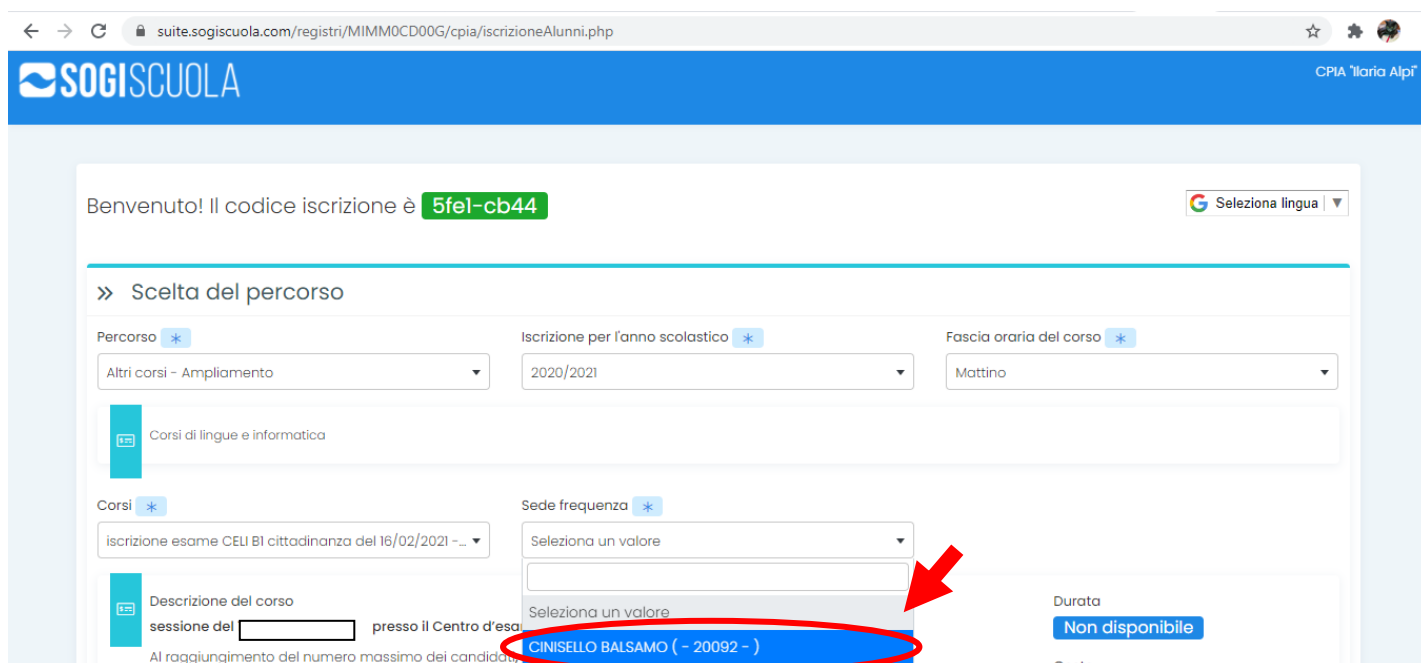 suite.sogiscuola.com/registri/MIMM0CD00G/cpia/iscrizioneAlunni.php
SOGISCUOLA
CPIA "Ilaria Alpi"
Benvenuto! Il codice iscrizione è 5fe1-cb44
Seleziona lingua
» Scelta del percorso
Percorso *
Iscrizione per l'anno scolastico *
Fascia oraria del corso *
Altri corsi - Ampliamento
2020/2021
Mattino
Corsi di lingue e informatica
Corsi *
Sede frequenza *
iscrizione esame CELI B1 cittadinanza del 16/02/2021 -...
Seleziona un valore
Descrizione del corso
Seleziona un valore
Durata
sessione del presso il Centro d'esa
Non disponibile
CINISELLO BALSAMO ( - 20092 - )
Al raggiungimento del numero massimo dei candidati,